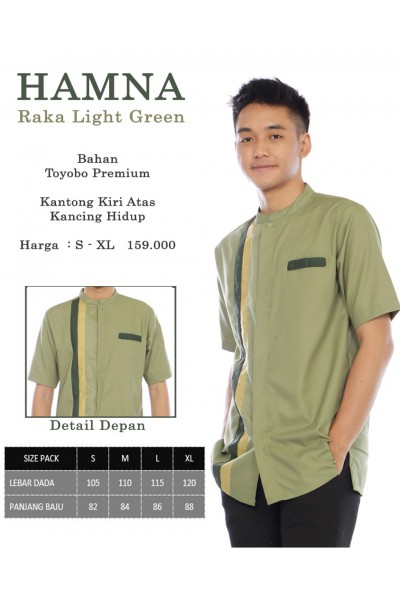 HAMNA
Raka Light Green
Bahan
Toyobo Premium
Kantong Kiri Atas
Kancing Hidup
Harga : S - XL 159.000
Detail Depan
SIZE PACK S M L XL
LEBAR DADA 105 110 115 120
PANJANG BAJU 82 84 86 88